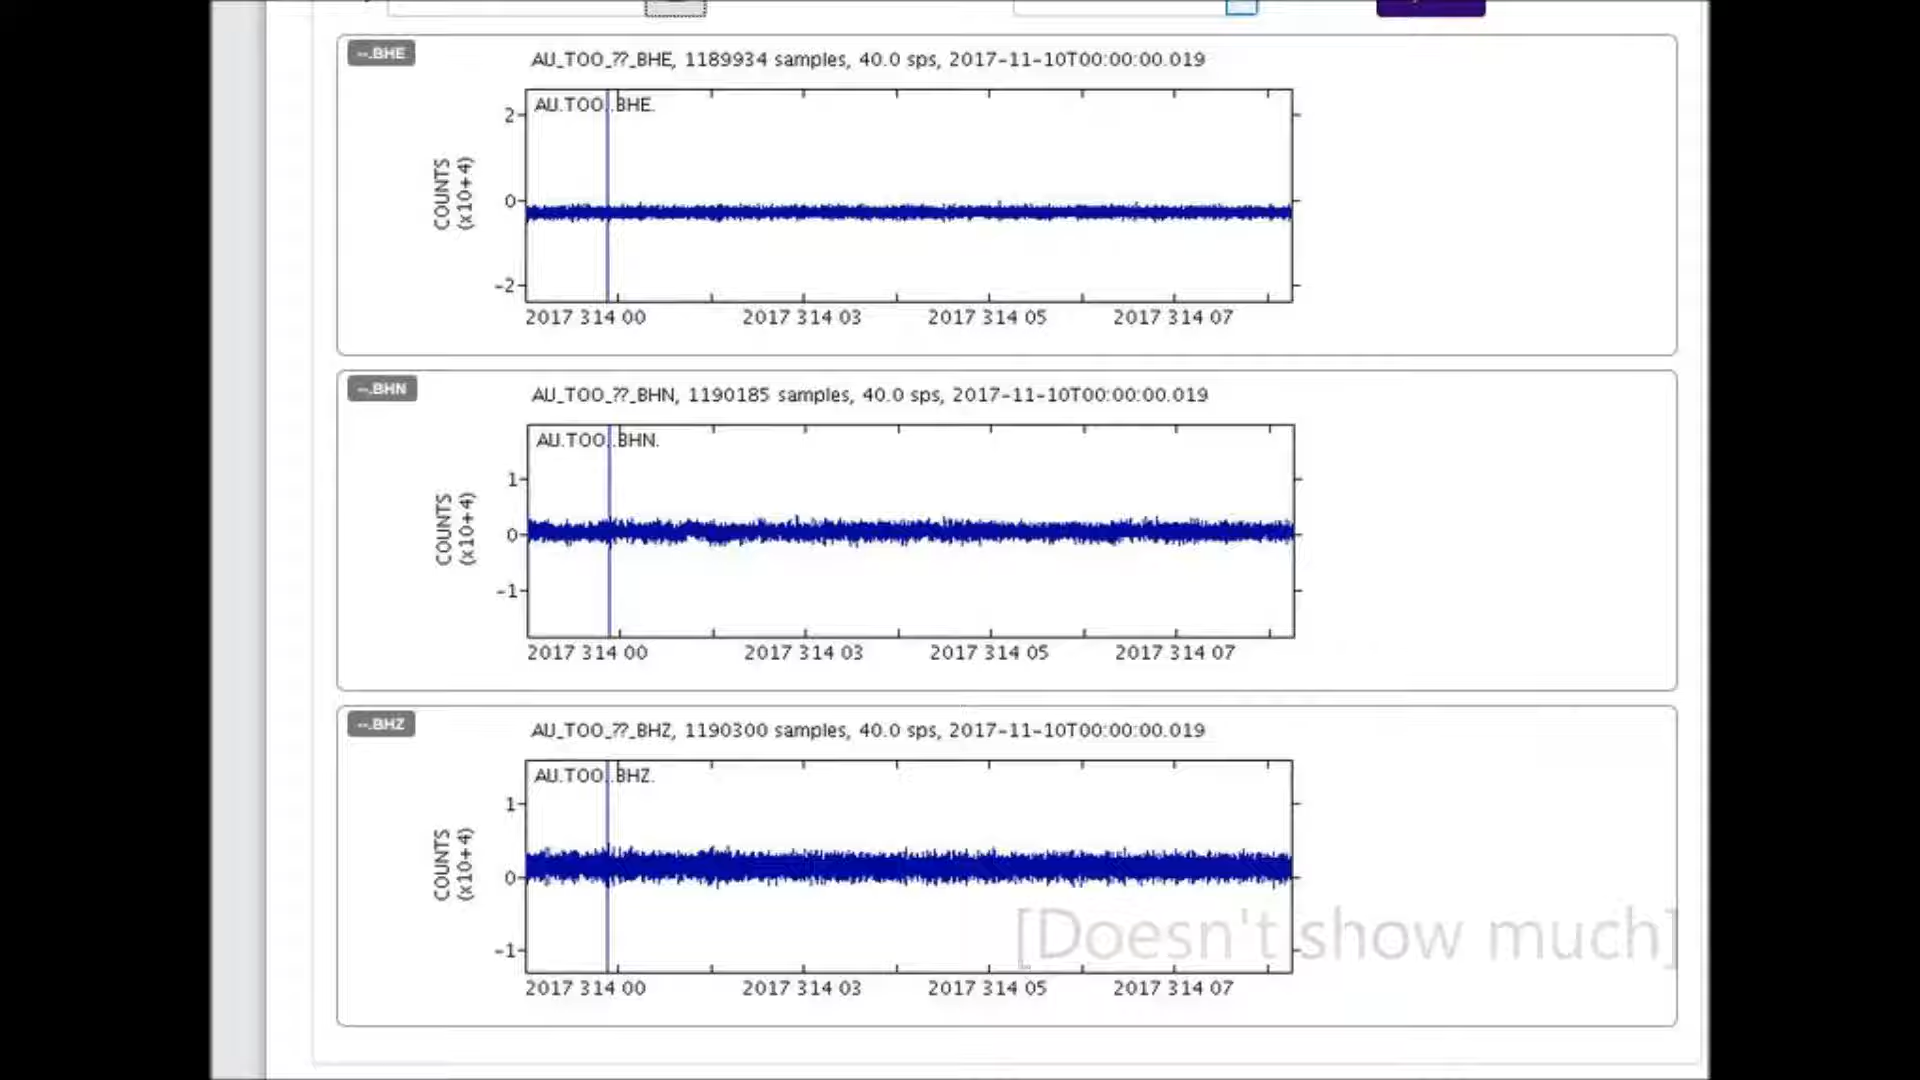 --.BHE
AU_TOO_??_BHE, 1189934 samples, 40.0 sps, 2017-11-10T00:00:00.019
AU.TOO..BHE.
COUNTS
(x10+4)
2
0
-2
2017 314 00
2017 314 03
2017 314 05
2017 314 07
--.BHN
AU_TOO_??_BHN, 1190185 samples, 40.0 sps, 2017-11-10T00:00:00.019
AU.TOO..BHN.
COUNTS
(x10+4)
1
0
-1
2017 314 00
2017 314 03
2017 314 05
2017 314 07
--.BHZ
AU_TOO_??_BHZ, 1190300 samples, 40.0 sps, 2017-11-10T00:00:00.019
AU.TOO..BHZ.
COUNTS
(x10+4)
1
0
-1
[Doesn't show much]
2017 314 00
2017 314 03
2017 314 05
2017 314 07